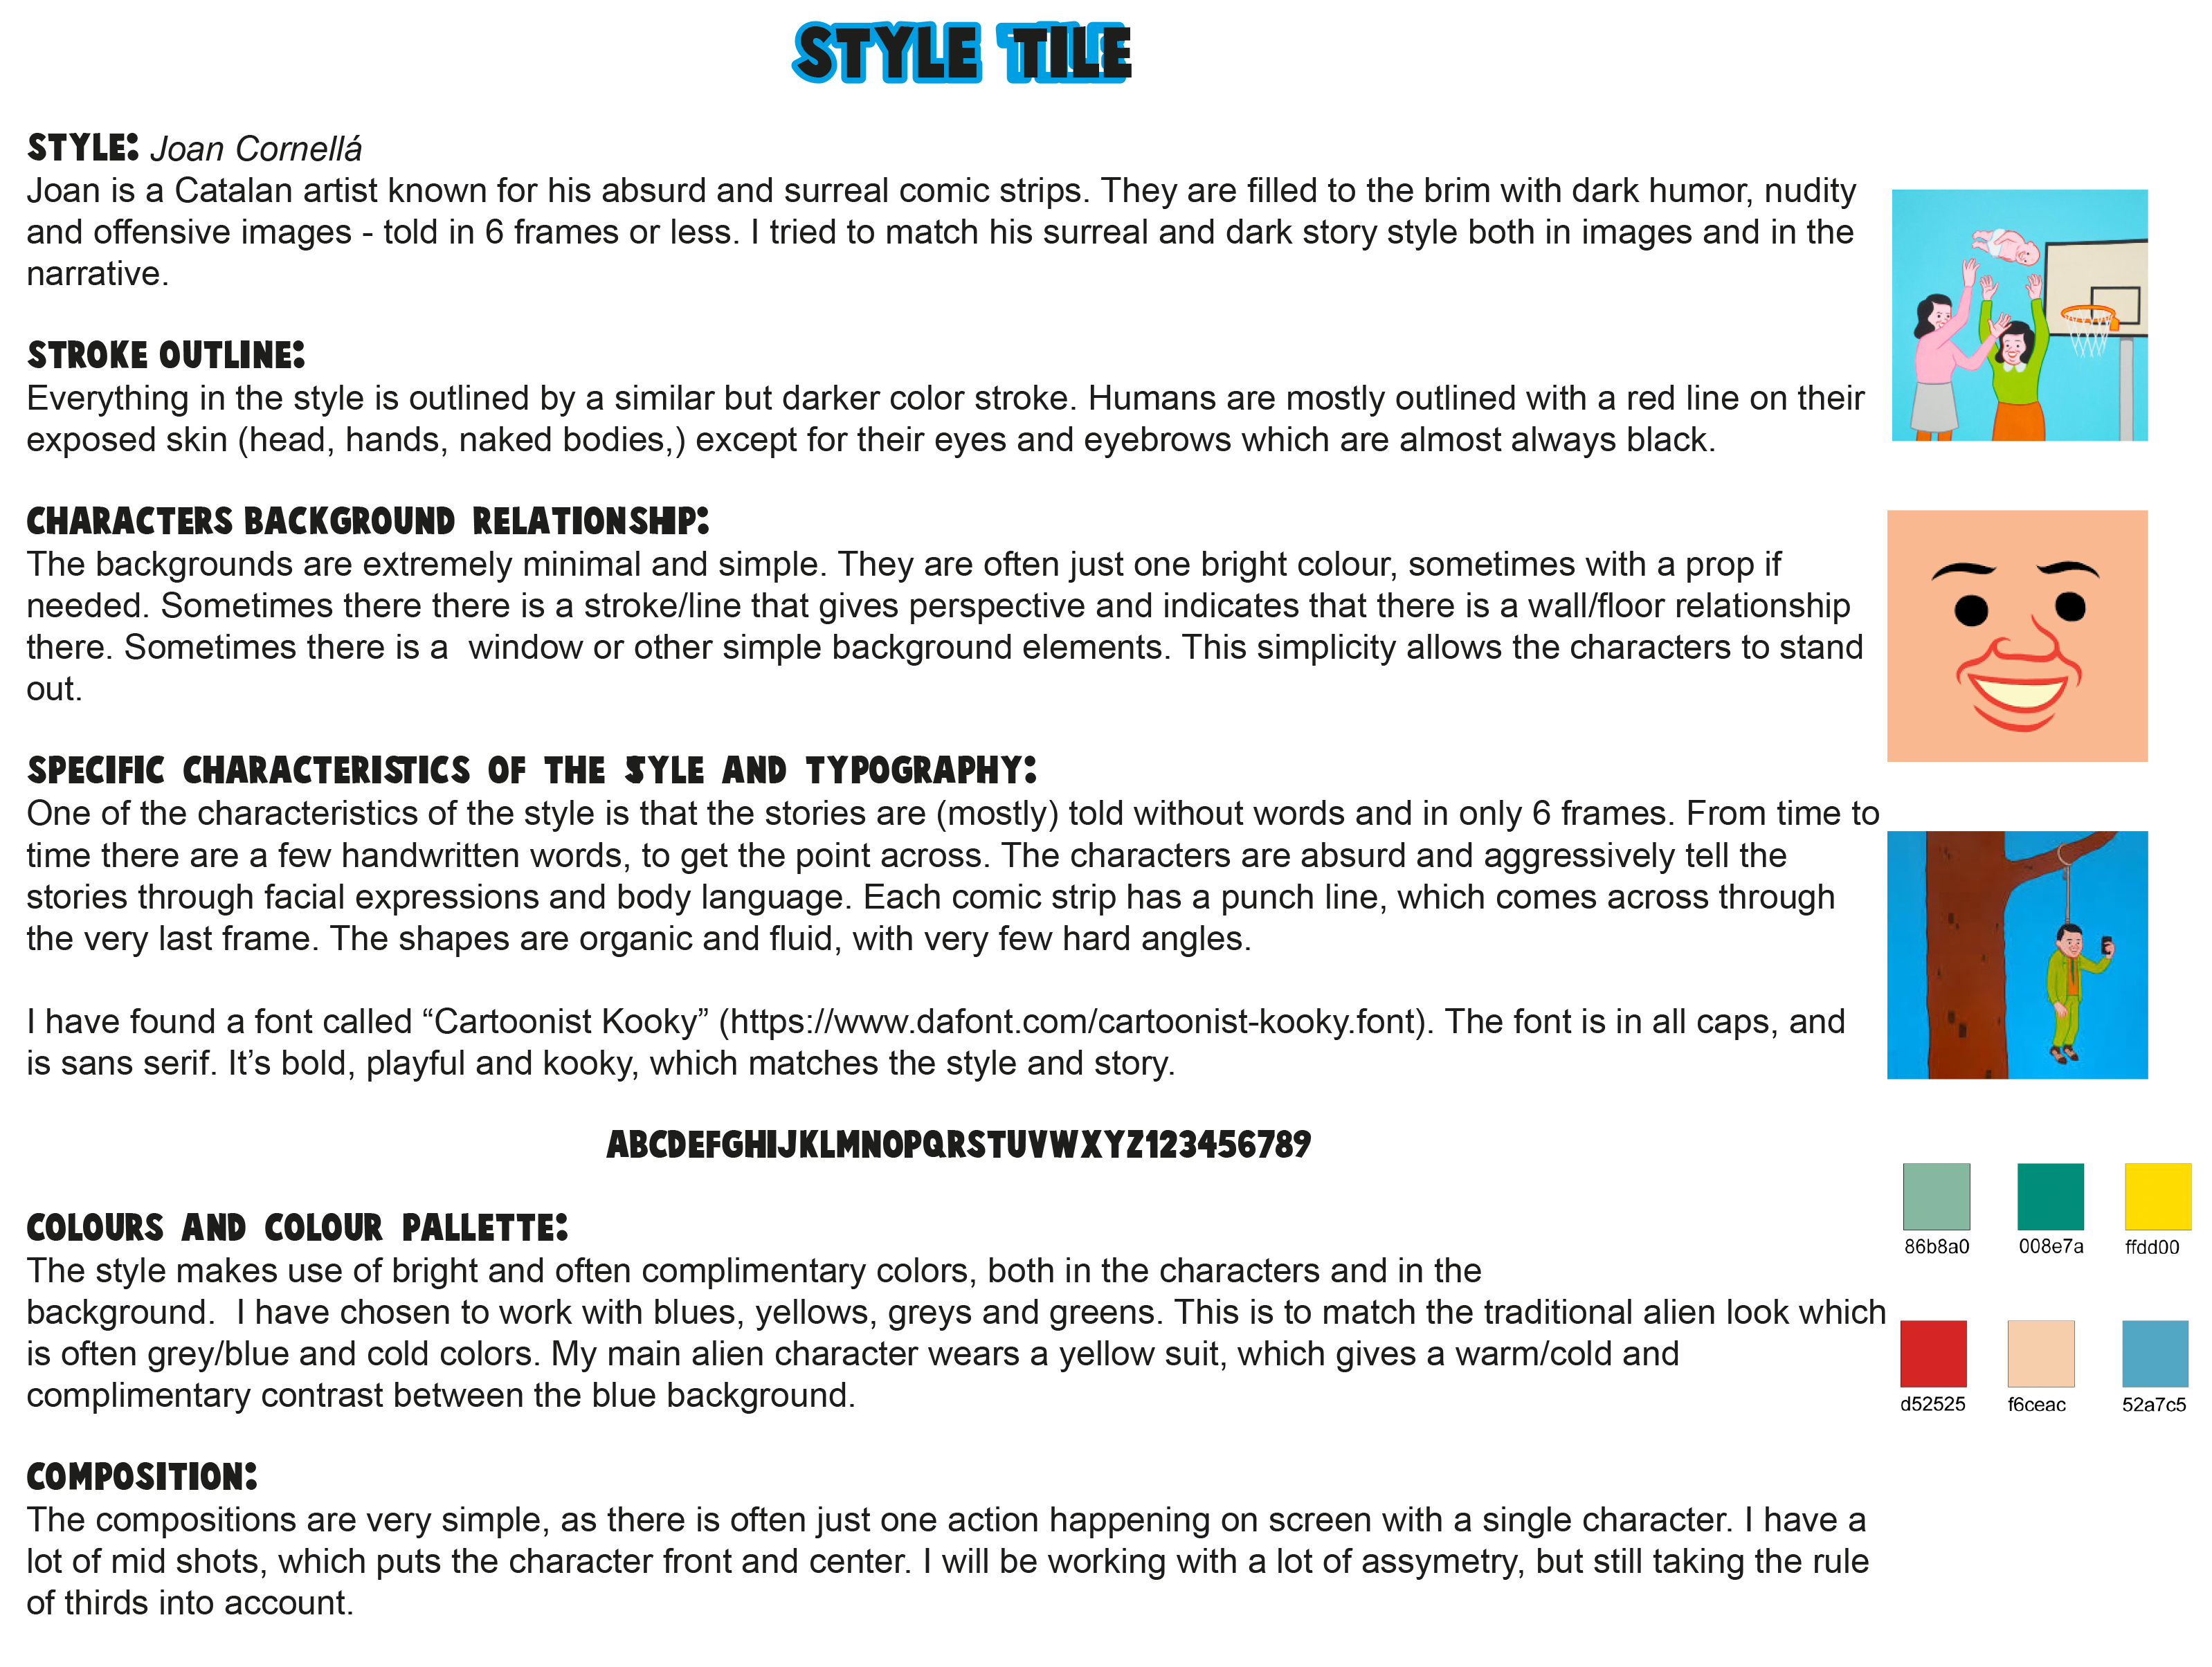 STYLE TILE
STYLE: Joan Cornellá
Joan is a Catalan artist known for his absurd and surreal comic strips. They are filled to the brim with dark humor, nudity
and offensive images - told in 6 frames or less. I tried to match his surreal and dark story style both in images and in the
narrative.
STROKE OUTLINE:
Everything in the style is outlined by a similar but darker color stroke. Humans are mostly outlined with a red line on their
exposed skin (head, hands, naked bodies,) except for their eyes and eyebrows which are almost always black.
CHARACTERS BACKGROUND RELATIONSHIP:
The backgrounds are extremely minimal and simple. They are often just one bright colour, sometimes with a prop if
needed. Sometimes there there is a stroke/line that gives perspective and indicates that there is a wall/floor relationship
there. Sometimes there is a  window or other simple background elements. This simplicity allows the characters to stand
out.
SPECIFIC CHARACTERISTICS OF THE STYLE AND TYPOGRAPHY:
One of the characteristics of the style is that the stories are (mostly) told without words and in only 6 frames. From time to
time there are a few handwritten words, to get the point across. The characters are absurd and aggressively tell the
stories through facial expressions and body language. Each comic strip has a punch line, which comes across through
the very last frame. The shapes are organic and fluid, with very few hard angles.
I have found a font called “Cartoonist Kooky” (https://www.dafont.com/cartoonist-kooky.font). The font is in all caps, and
is sans serif. It’s bold, playful and kooky, which matches the style and story.
ABCDEFGHIJKLMNOPQRSTUVWXYZ123456789
COLOURS AND COLOUR PALLETTE:
The style makes use of bright and often complimentary colors, both in the characters and in the
background.  I have chosen to work with blues, yellows, greys and greens. This is to match the traditional alien look which
is often grey/blue and cold colors. My main alien character wears a yellow suit, which gives a warm/cold and
complimentary contrast between the blue background.
COMPOSITION:
The compositions are very simple, as there is often just one action happening on screen with a single character. I have a
lot of mid shots, which puts the character front and center. I will be working with a lot of assymetry, but still taking the rule
of thirds into account.
86b8a0 008e7a ffdd00
d52525 f6ceac 52a7c5